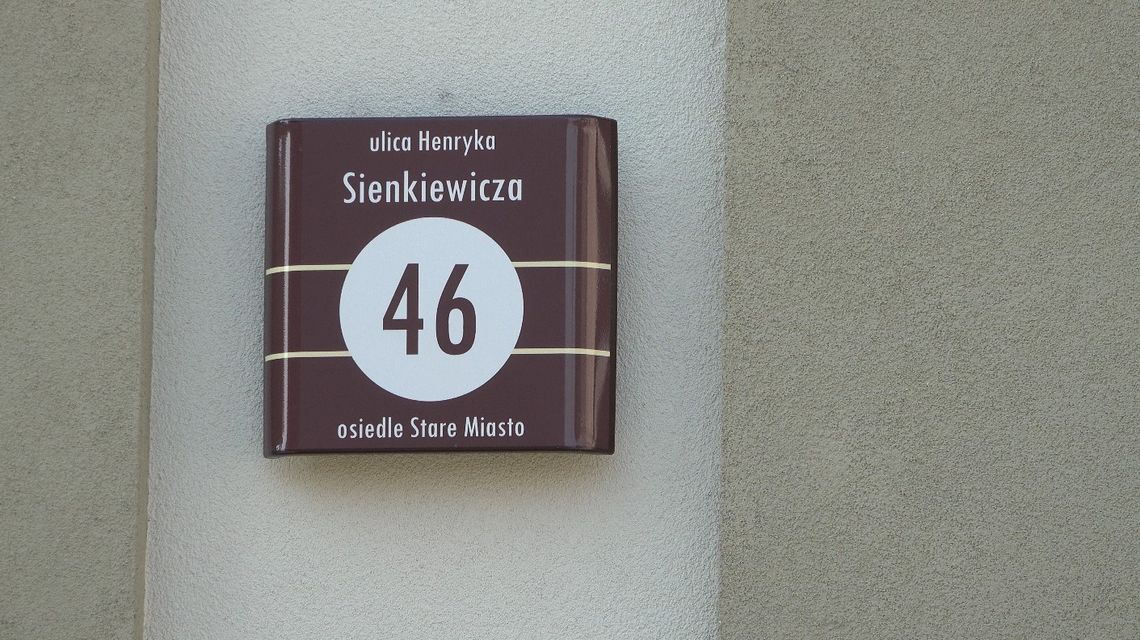 ulica Henryka
Sienkiewicza
46
osiedle Stare Miasto